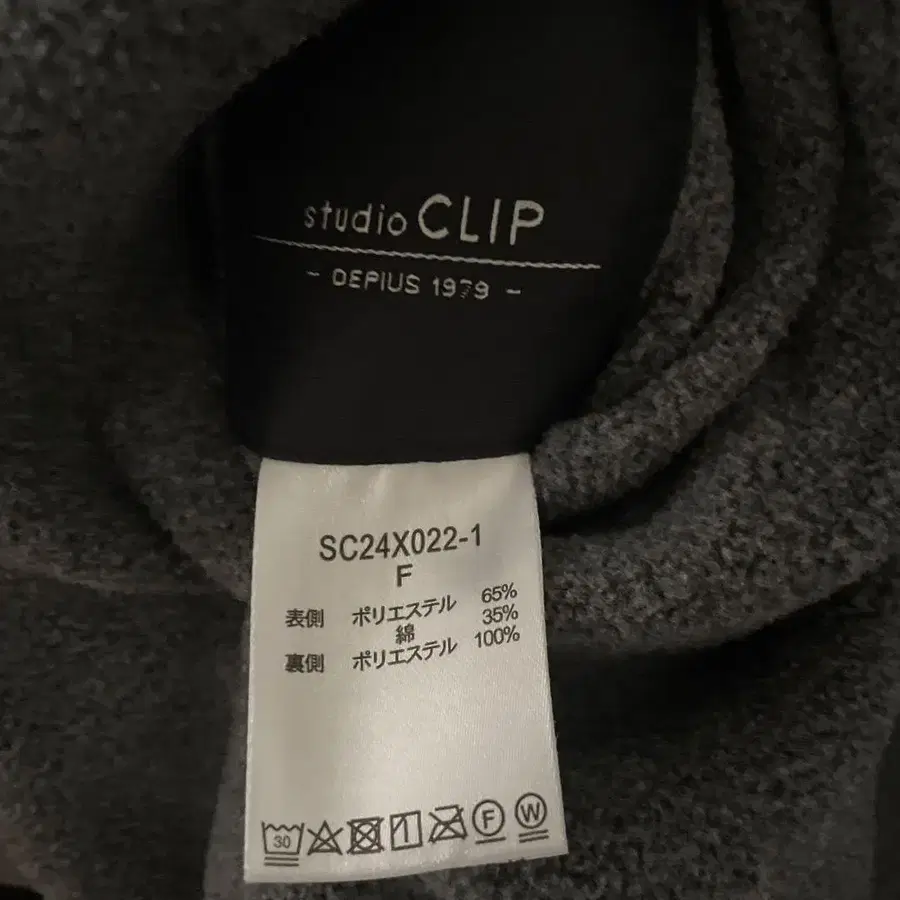 studio CLIP
- DEPIUS 1979 -
SC24X022-1
F
表側 ポリエステル 65%
綿 35%
裏側 ポリエステル 100%
30
F
W